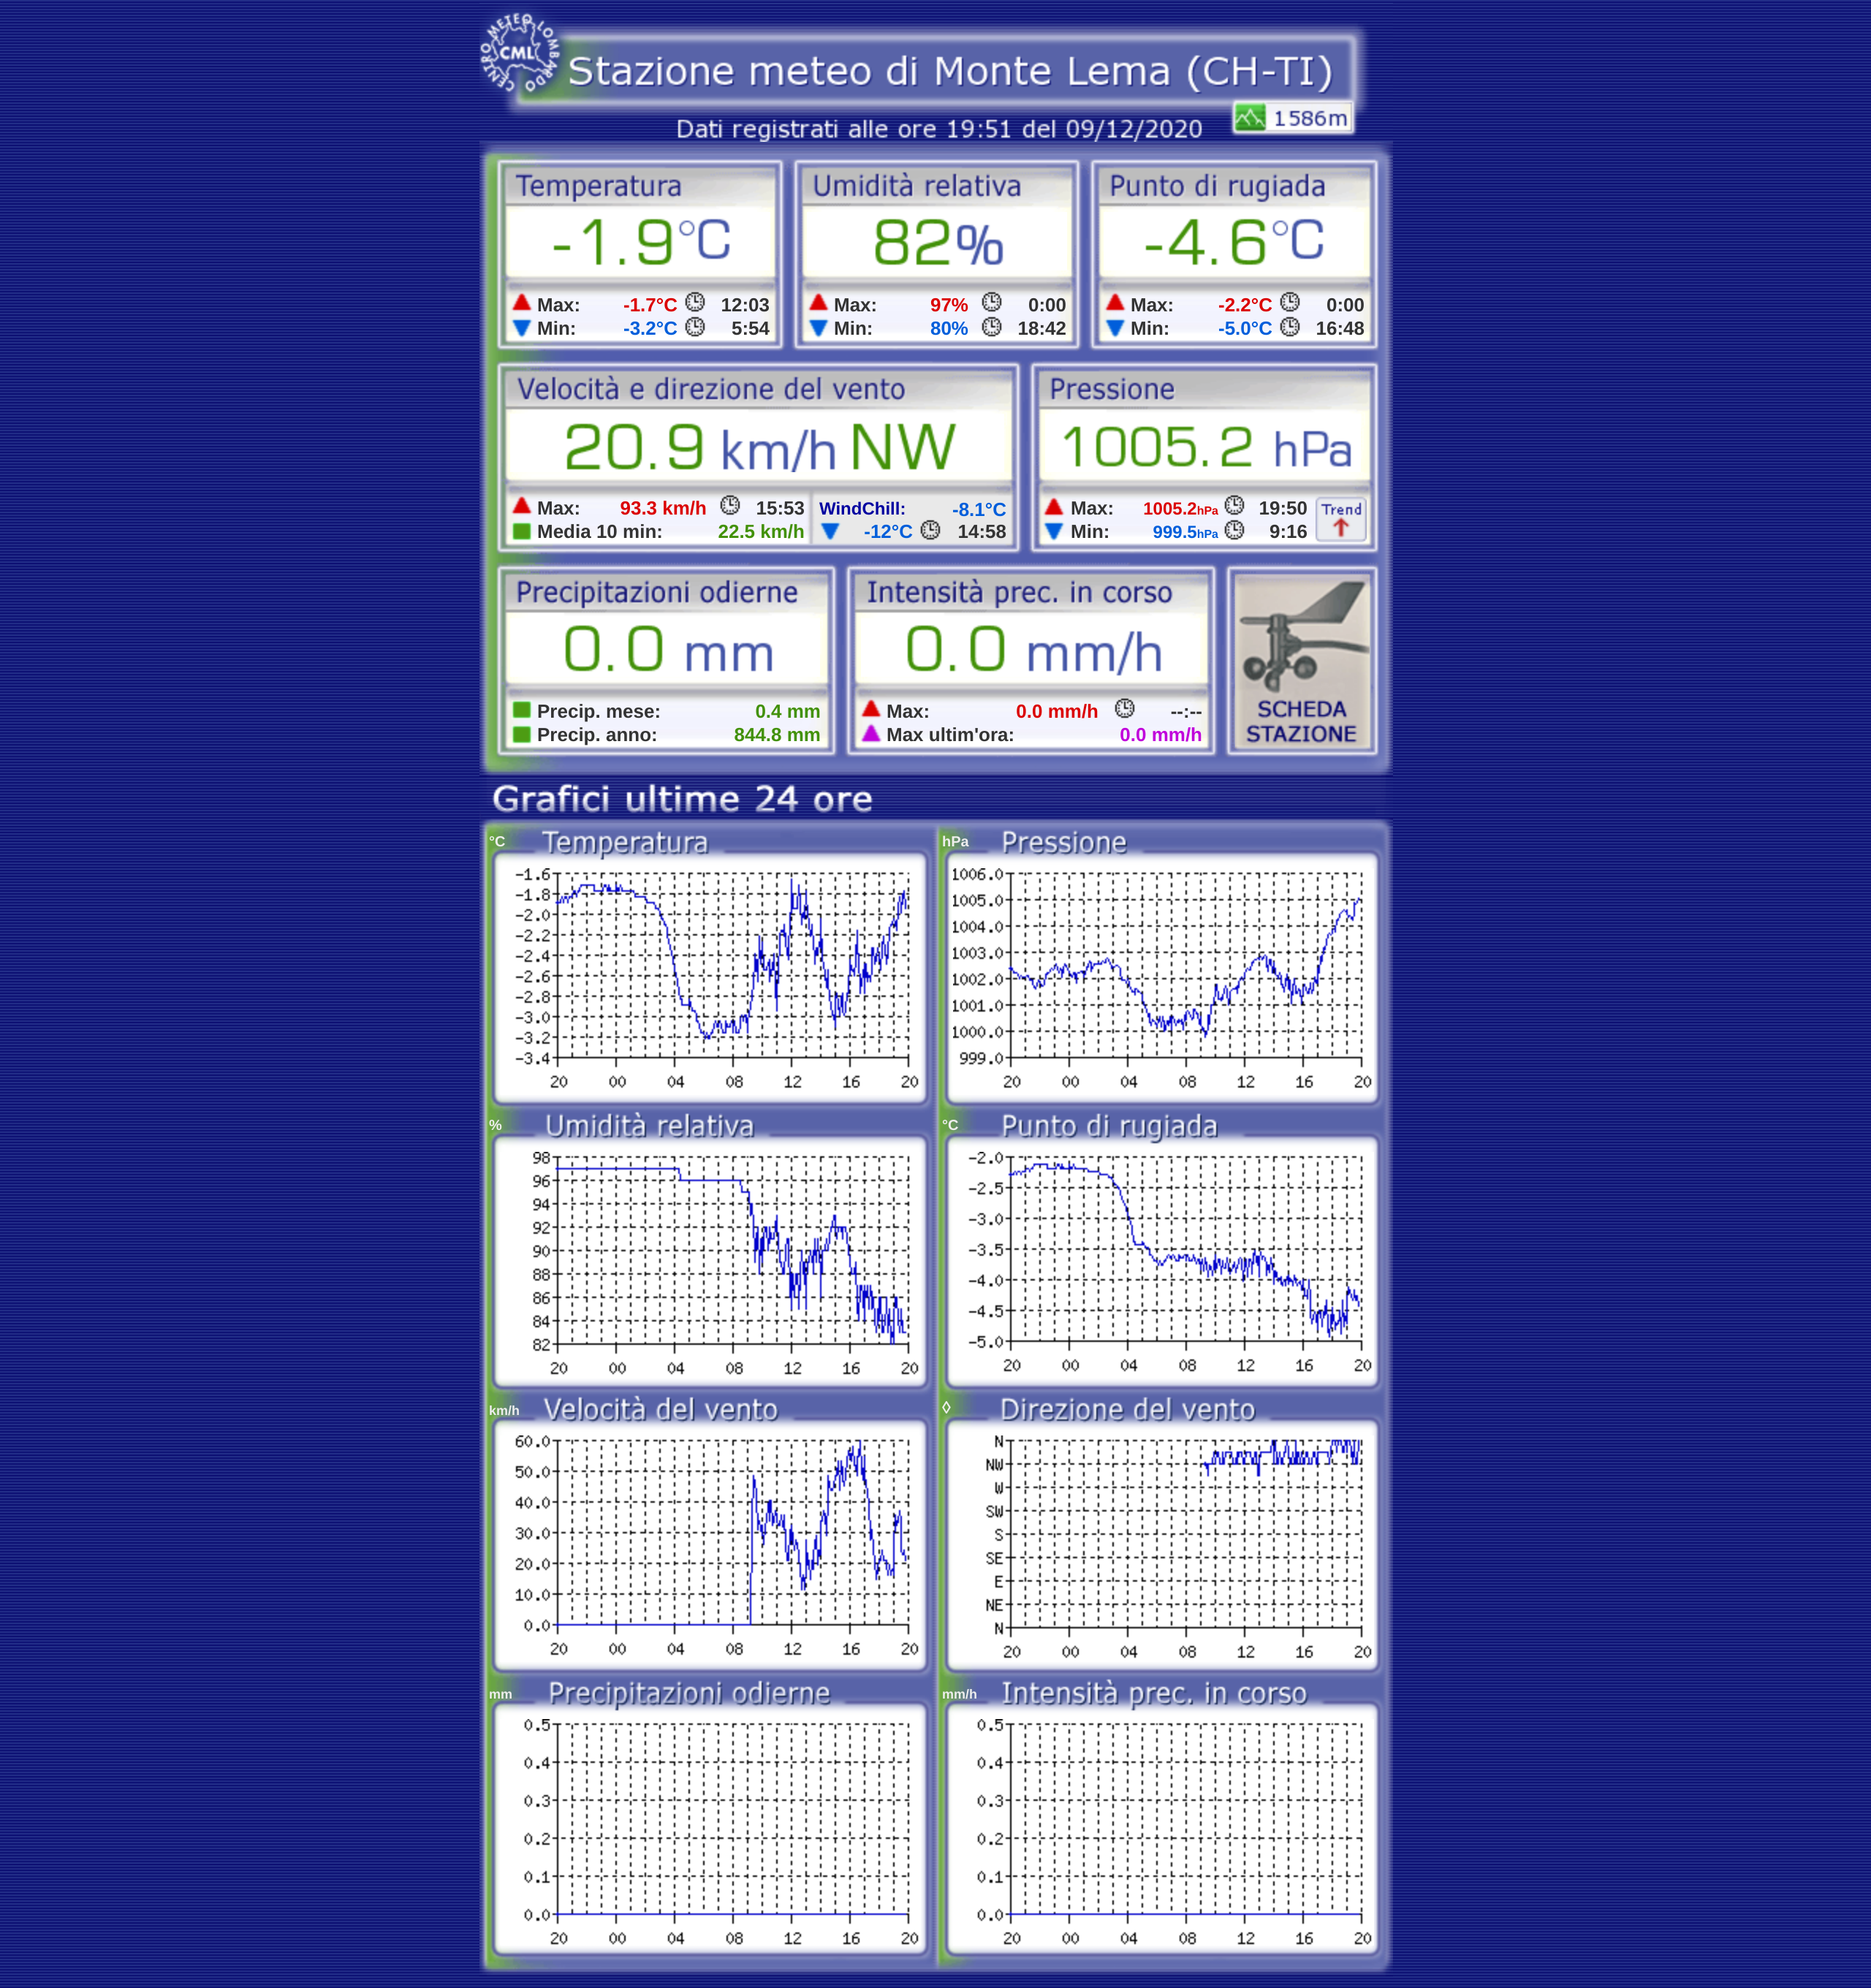 CENTRO METEO LOMBARDO
CML
Stazione meteo di Monte Lema (CH-TI)
1586m
Dati registrati alle ore 19:51 del 09/12/2020
Temperatura Umidità relativa Punto di rugiada
-1.9°C 82% -4.6°C
Max: -1.7°C 12:03 Max: 97% 0:00 Max: -2.2°C 0:00
Min: -3.2°C 5:54 Min: 80% 18:42 Min: -5.0°C 16:48
Velocità e direzione del vento Pressione
20.9 km/h NW 1005.2 hPa
Max: 93.3 km/h 15:53 WindChill: -8.1°C Max: 1005.2hPa 19:50 Trend
Media 10 min: 22.5 km/h -12°C 14:58 Min: 999.5hPa 9:16
Precipitazioni odierne Intensità prec. in corso
0.0 mm 0.0 mm/h
Precip. mese: 0.4 mm Max: 0.0 mm/h --:-- SCHEDA
Precip. anno: 844.8 mm Max ultim'ora: 0.0 mm/h STAZIONE
Grafici ultime 24 ore
°C Temperatura
-1.6
-1.8
-2.0
-2.2
-2.4
-2.6
-2.8
-3.0
-3.2
-3.4
20 00 04 08 12 16 20
hPa Pressione
1006.0
1005.0
1004.0
1003.0
1002.0
1001.0
1000.0
999.0
20 00 04 08 12 16 20
% Umidità relativa
98
96
94
92
90
88
86
84
82
20 00 04 08 12 16 20
°C Punto di rugiada
-2.0
-2.5
-3.0
-3.5
-4.0
-4.5
-5.0
20 00 04 08 12 16 20
km/h Velocità del vento
60.0
50.0
40.0
30.0
20.0
10.0
0.0
20 00 04 08 12 16 20
◊ Direzione del vento
N
NW
W
SW
S
SE
E
NE
N
20 00 04 08 12 16 20
mm Precipitazioni odierne
0.5
0.4
0.3
0.2
0.1
0.0
20 00 04 08 12 16 20
mm/h Intensità prec. in corso
0.5
0.4
0.3
0.2
0.1
0.0
20 00 04 08 12 16 20